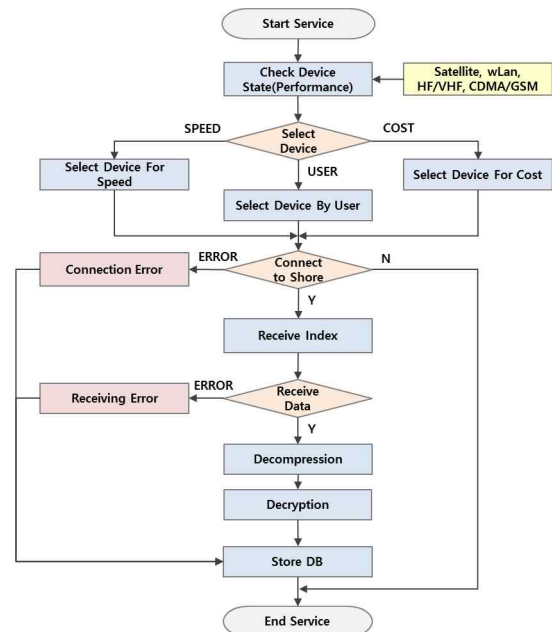 Start Service
Check Device
State(Performance)
Satellite, wLan,
HF/VHF, CDMA/GSM
SPEED
Select
Device
COST
USER
Select Device For
Speed
Select Device By User
Select Device For Cost
Connection Error
ERROR
Connect
to Shore
N
Y
Receive Index
Receiving Error
ERROR
Receive
Data
Y
Decompression
Decryption
Store DB
End Service